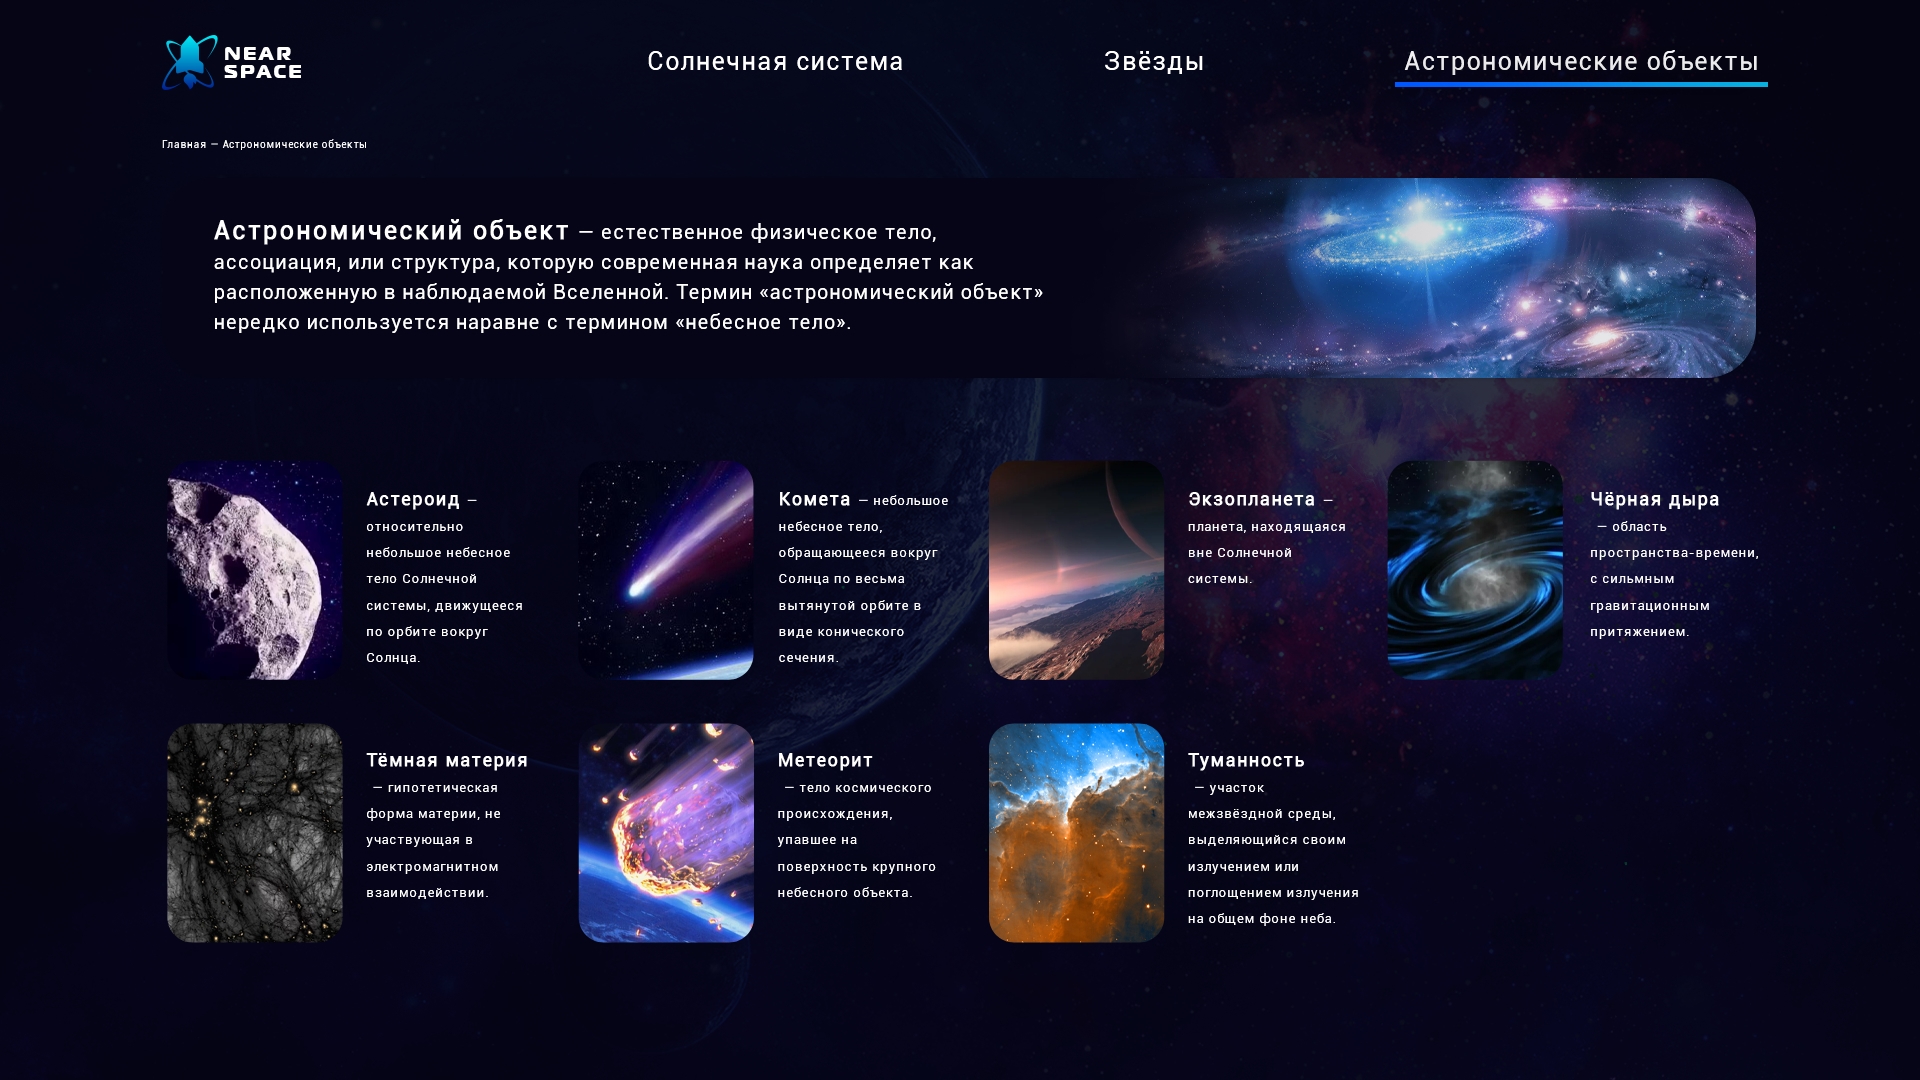 NEAR
SPACE
Солнечная система
Звёзды
Астрономические объекты
Главная — Астрономические объекты
Астрономический объект — естественное физическое тело,
ассоциация, или структура, которую современная наука определяет как
расположенную в наблюдаемой Вселенной. Термин «астрономический объект»
нередко используется наравне с термином «небесное тело».
Астероид —
относительно
небольшое небесное
тело Солнечной
системы, движущееся
по орбите вокруг
Солнца.
Комета — небольшое
небесное тело,
обращающееся вокруг
Солнца по весьма
вытянутой орбите в
виде конического
сечения.
Экзопланета —
планета, находящаяся
вне Солнечной
системы.
Чёрная дыра
— область
пространства-времени,
с сильмным
гравитационным
притяжением.
Тёмная материя
— гипотетическая
форма материи, не
участвующая в
электромагнитном
взаимодействии.
Метеорит
— тело космического
происхождения,
упавшее на
поверхность крупного
небесного объекта.
Туманность
— участок
межзвёздной среды,
выделяющийся своим
излучением или
поглощением излучения
на общем фоне неба.